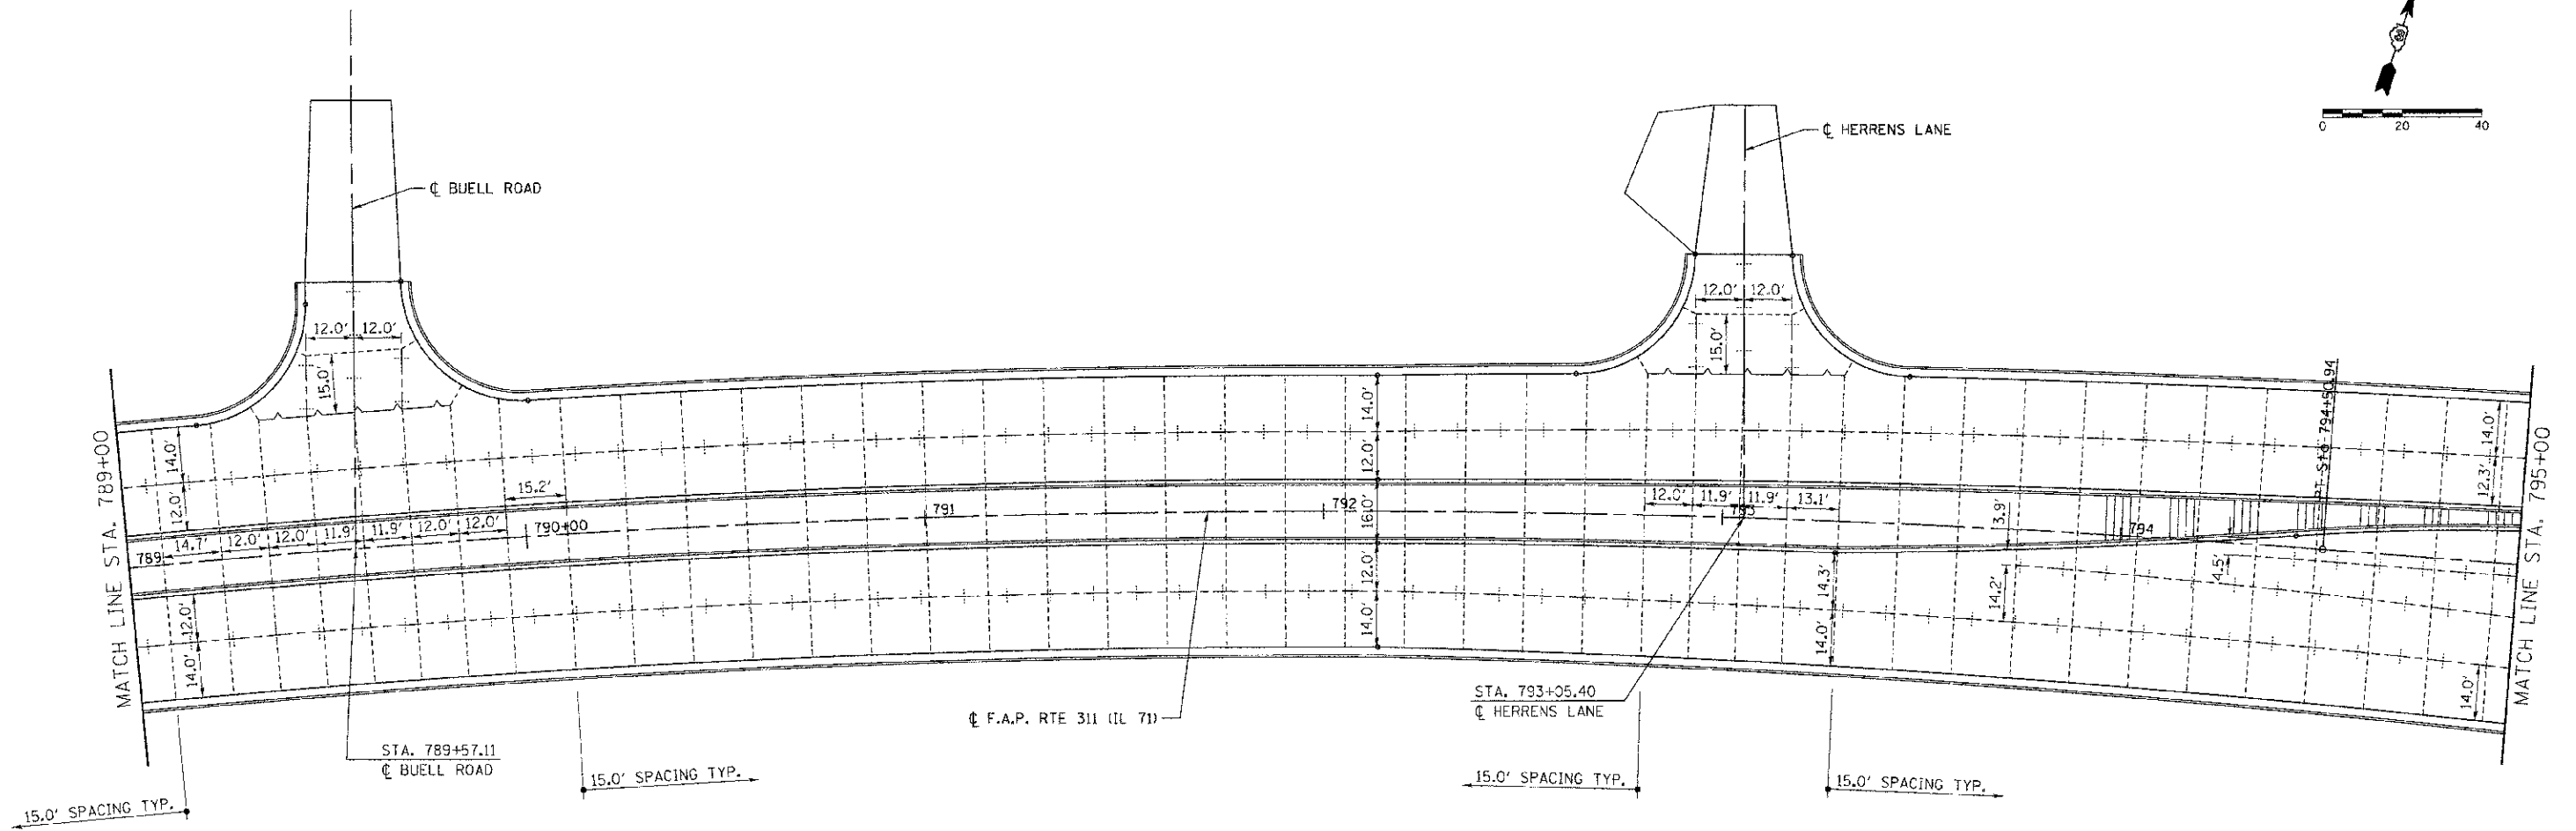 0 20 40
℄ HERRENS LANE
℄ BUELL ROAD
12.0' 12.0'
15.0'
12.0' 12.0'
15.0'
MATCH LINE STA. 789+00
14.0'
12.0'
15.2'
14.0'
12.0'
16.0'
12.0'
14.0'
789
14.7' 12.0' 12.0' 11.9' 11.9' 12.0' 12.0'
790+00
791
792
12.0' 11.9' 11.9' 13.1'
793
794
3.9'
14.3'
14.0'
14.2'
4.5'
PT Sta 794+50.94
14.0'
12.3'
14.0'
MATCH LINE STA. 795+00
12.0'
14.0'
STA. 789+57.11
℄ BUELL ROAD
℄ F.A.P. RTE 311 (IL 71)
STA. 793+05.40
℄ HERRENS LANE
15.0' SPACING TYP.
15.0' SPACING TYP.
15.0' SPACING TYP.
15.0' SPACING TYP.